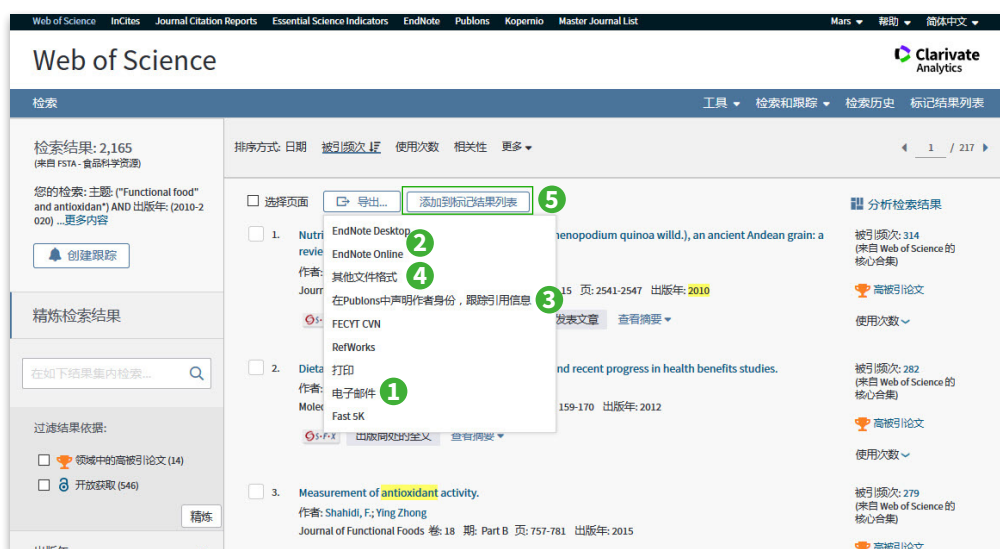 Web of Science InCites Journal Citation Reports Essential Science Indicators EndNote Publons Kopernio Master Journal List Mars 帮助 简体中文
Web of Science
Clarivate
Analytics
检索 工具 检索和跟踪 检索历史 标记结果列表
检索结果: 2,165
(来自 FSTA - 食品科学资源)
您的检索: 主题: ("Functional food"
and antioxidan*) AND 出版年: (2010-2
020) ...更多内容
创建跟踪
精炼检索结果
在如下结果集内检索...
过滤结果依据:
领域中的高被引论文 (14)
开放获取 (546)
精炼
排序方式: 日期 被引频次 使用次数 相关性 更多
1 / 217
选择页面 导出... 添加到标记结果列表 5
EndNote Desktop
EndNote Online 2
其他文件格式 4
在Publons中声明作者身份，跟踪引用信息 3
FECYT CVN
RefWorks
打印
电子邮件 1
Fast 5K
1. Nutri henopodium quinoa willd.), an ancient Andean grain: a
revie
作者:
Journ 15 页: 2541-2547 出版年: 2010
S 发表文章 查看摘要
2. Dieta nd recent progress in health benefits studies.
作者:
Molec 159-170 出版年: 2012
S·F·X 出版商处的全文 查看摘要
3. Measurement of antioxidant activity.
作者: Shahidi, F.; Ying Zhong
Journal of Functional Foods 卷: 18 期: Part B 页: 757-781 出版年: 2015
分析检索结果
被引频次: 314
(来自 Web of Science 的
核心合集)
高被引论文
使用次数
被引频次: 282
(来自 Web of Science 的
核心合集)
高被引论文
使用次数
被引频次: 279
(来自 Web of Science 的
核心合集)
高被引论文